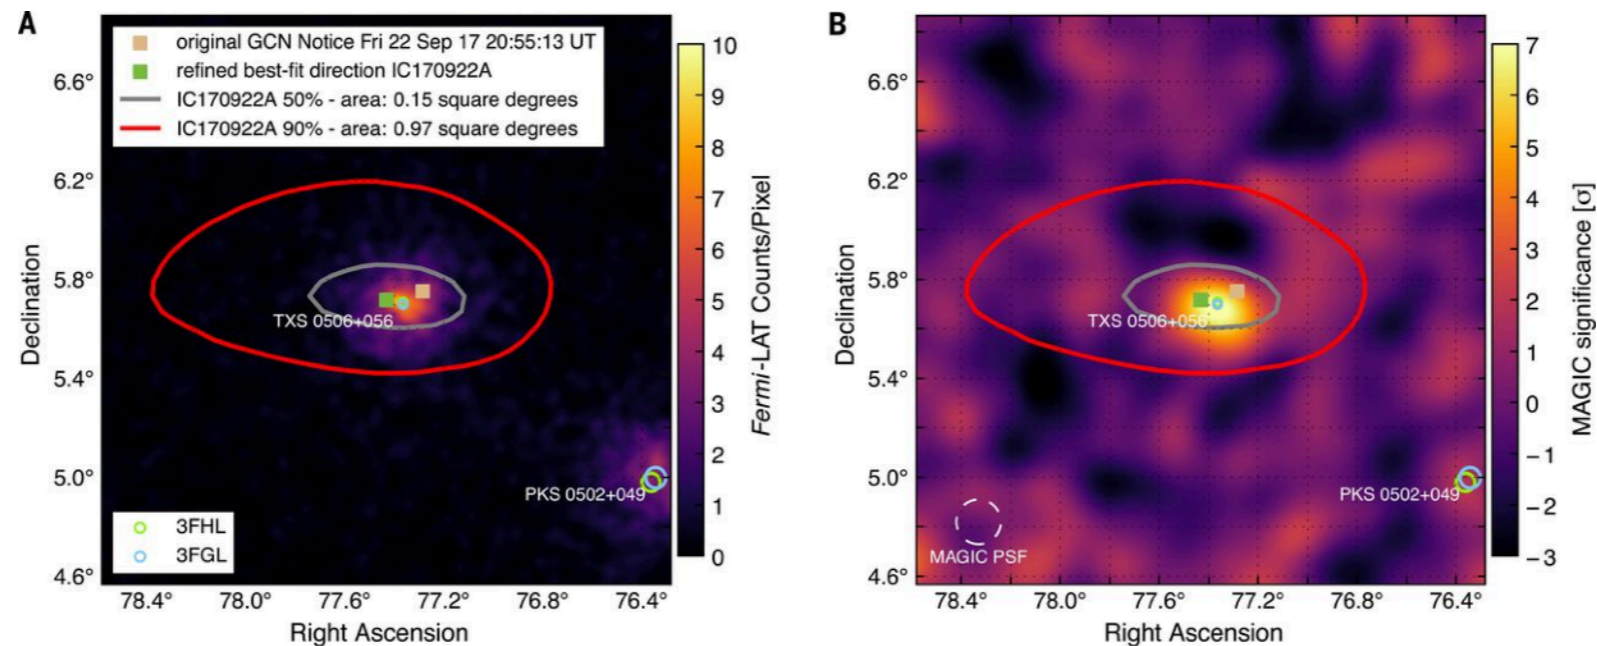 A
original GCN Notice Fri 22 Sep 17 20:55:13 UT
refined best-fit direction IC170922A
IC170922A 50% - area: 0.15 square degrees
IC170922A 90% - area: 0.97 square degrees
6.6°
6.2°
5.8°
5.4°
5.0°
4.6°
Declination
TXS 0506+056
PKS 0502+049
3FHL
3FGL
78.4°
78.0°
77.6°
77.2°
76.8°
76.4°
Right Ascension
10
9
8
7
6
5
4
3
2
1
0
Fermi-LAT Counts/Pixel
B
6.6°
6.2°
5.8°
5.4°
5.0°
4.6°
Declination
TXS 0506+056
PKS 0502+049
MAGIC PSF
78.4°
78.0°
77.6°
77.2°
76.8°
76.4°
Right Ascension
7
6
5
4
3
2
1
0
−1
−2
−3
MAGIC significance [σ]